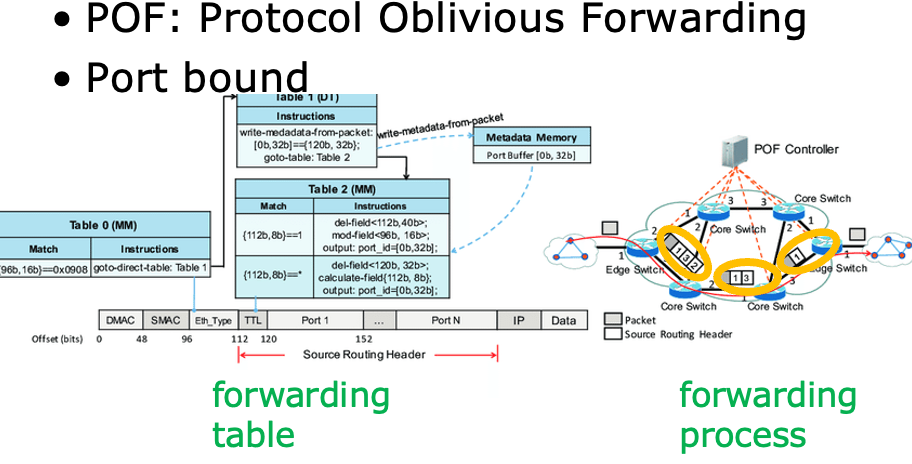 • POF: Protocol Oblivious Forwarding
• Port bound
Table 1 (DT)
Instructions
write-medadata-from-packet:
[0b,32b]=={120b, 32b};
goto-table: Table 2
write-metadata-from-packet
Metadata Memory
Port Buffer [0b, 32b]
Table 2 (MM)
Match
Instructions
{112b, 8b}==1
del-field<112b,40b>;
mod-field<96b, 16b>;
output: port_id=[0b,32b];
{112b, 8b}==*
del-field<120b, 32b>;
calculate-field{112b, 8b};
output: port_id=[0b,32b];
Table 0 (MM)
Match
Instructions
{96b, 16b}==0x0908
goto-direct-table: Table 1
DMAC
SMAC
Eth_Type
TTL
Port 1
...
Port N
IP
Data
Offset (bits)
0
48
96
112
120
152
Source Routing Header
POF Controller
Core Switch
3
3
1
2
1
Core Switch
2
2
1
1
1 3 2
1
Edge Switch
Edge Switch
1 3
2
1
3
Core Switch
Core Switch
Packet
Source Routing Header
forwarding
table
forwarding
process